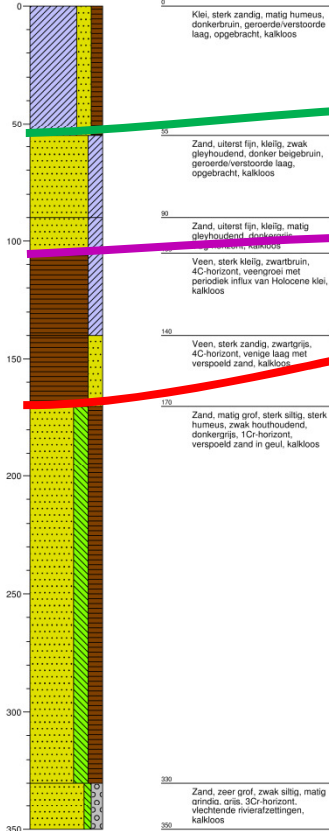 0
0
Klei, sterk zandig, matig humeus,
donkerbruin, geroerde/verstoorde
laag, opgebracht, kalkloos
50
55
Zand, uiterst fijn, kleiïg, zwak
gleyhoudend, donker beigebruin,
geroerde/verstoorde laag,
opgebracht, kalkloos
90
Zand, uiterst fijn, kleiïg, matig
gleyhoudend, donkergrijs,
100
Veen, sterk kleiïg, zwartbruin,
4C-horizont, veengroei met
periodiek influx van Holocene klei,
kalkloos
140
Veen, sterk zandig, zwartgrijs,
4C-horizont, venige laag met
verspoeld zand, kalkloos
150
170
Zand, matig grof, sterk siltig, sterk
humeus, zwak houthoudend,
donkergrijs, 1Cr-horizont,
verspoeld zand in geul, kalkloos
200
250
300
330
Zand, zeer grof, zwak siltig, matig
grindig, grijs, 3Cr-horizont,
vlechtende rivierafzettingen,
kalkloos
350
350